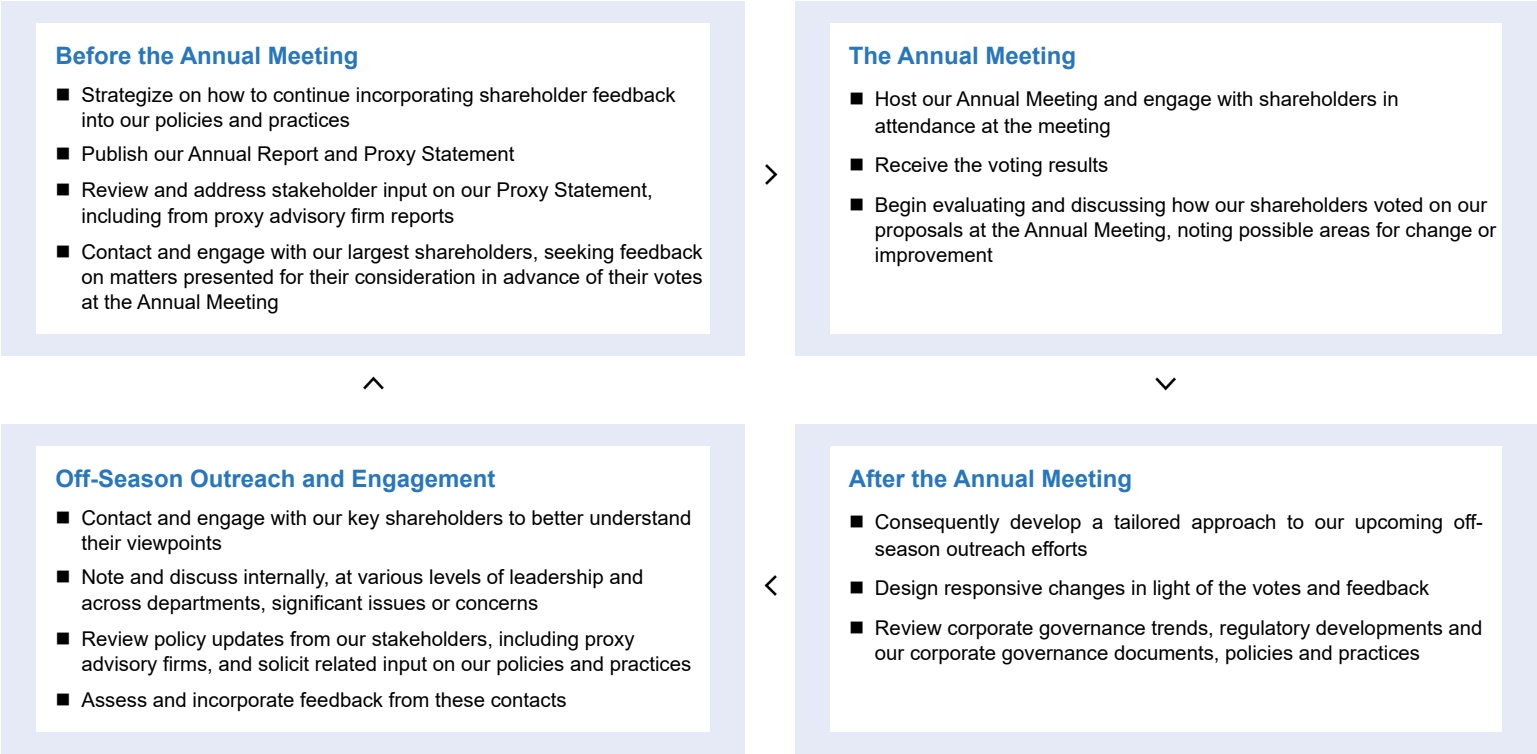 Before the Annual Meeting
■ Strategize on how to continue incorporating shareholder feedback
into our policies and practices
■ Publish our Annual Report and Proxy Statement
■ Review and address stakeholder input on our Proxy Statement,
including from proxy advisory firm reports
■ Contact and engage with our largest shareholders, seeking feedback
on matters presented for their consideration in advance of their votes
at the Annual Meeting
The Annual Meeting
■ Host our Annual Meeting and engage with shareholders in
attendance at the meeting
■ Receive the voting results
■ Begin evaluating and discussing how our shareholders voted on our
proposals at the Annual Meeting, noting possible areas for change or
improvement
Off-Season Outreach and Engagement
■ Contact and engage with our key shareholders to better understand
their viewpoints
■ Note and discuss internally, at various levels of leadership and
across departments, significant issues or concerns
■ Review policy updates from our stakeholders, including proxy
advisory firms, and solicit related input on our policies and practices
■ Assess and incorporate feedback from these contacts
After the Annual Meeting
■ Consequently develop a tailored approach to our upcoming off-
season outreach efforts
■ Design responsive changes in light of the votes and feedback
■ Review corporate governance trends, regulatory developments and
our corporate governance documents, policies and practices